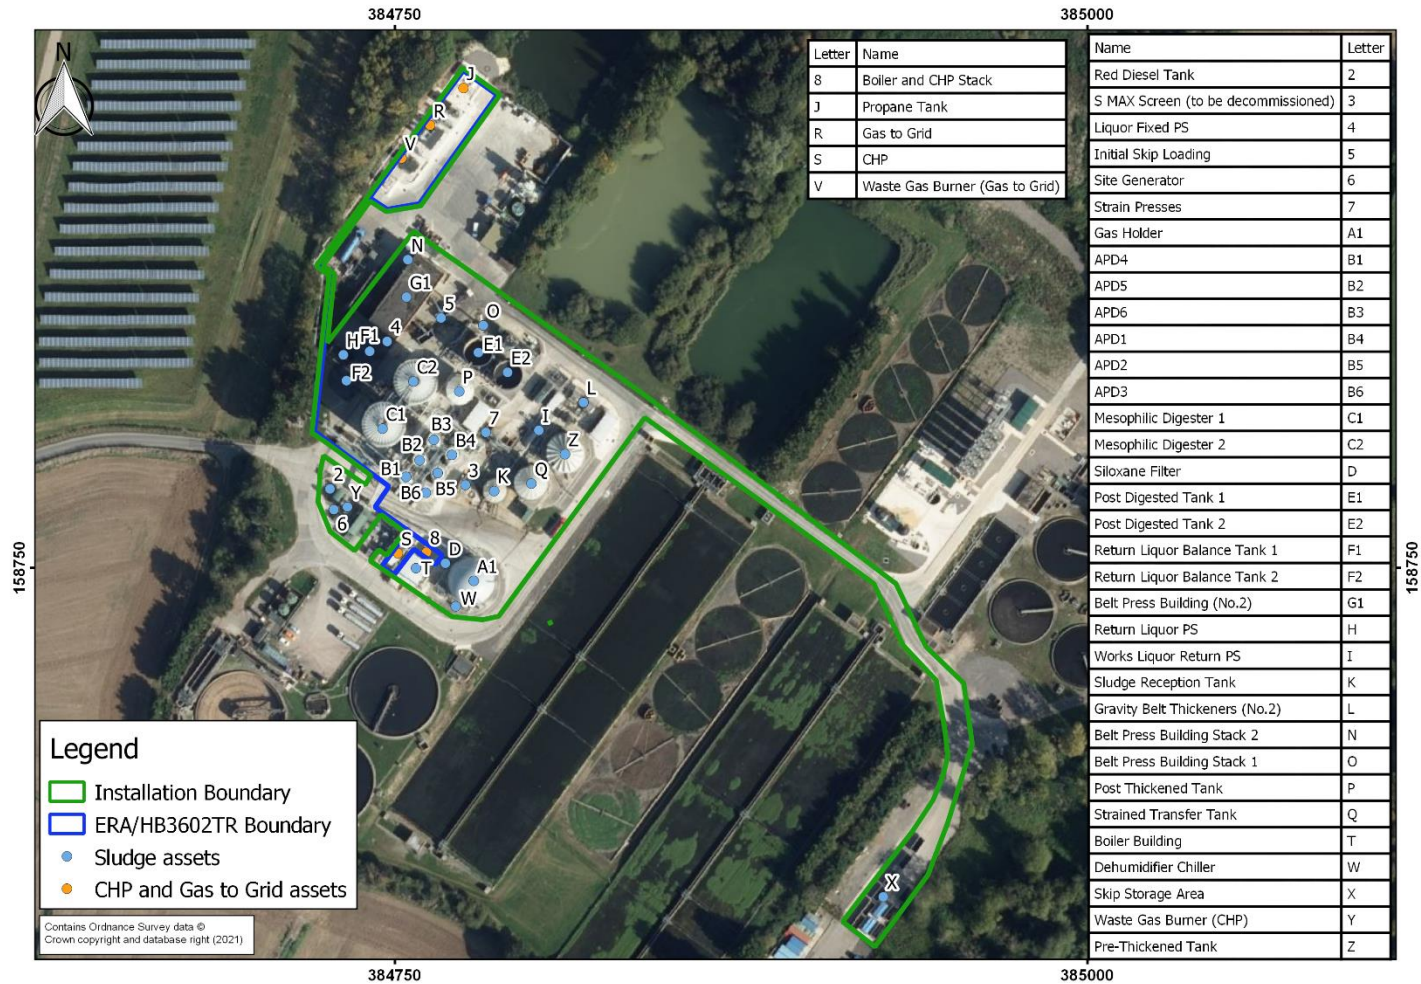 384750
385000
N
Letter Name
8 Boiler and CHP Stack
J Propane Tank
R Gas to Grid
S CHP
V Waste Gas Burner (Gas to Grid)
Name Letter
Red Diesel Tank 2
S MAX Screen (to be decommissioned) 3
Liquor Fixed PS 4
Initial Skip Loading 5
Site Generator 6
Strain Presses 7
Gas Holder A1
APD4 B1
APD5 B2
APD6 B3
APD1 B4
APD2 B5
APD3 B6
Mesophilic Digester 1 C1
Mesophilic Digester 2 C2
Siloxane Filter D
Post Digested Tank 1 E1
Post Digested Tank 2 E2
Return Liquor Balance Tank 1 F1
Return Liquor Balance Tank 2 F2
Belt Press Building (No.2) G1
Return Liquor PS H
Works Liquor Return PS I
Sludge Reception Tank K
Gravity Belt Thickeners (No.2) L
Belt Press Building Stack 2 N
Belt Press Building Stack 1 O
Post Thickened Tank P
Strained Transfer Tank Q
Boiler Building T
Dehumidifier Chiller W
Skip Storage Area X
Waste Gas Burner (CHP) Y
Pre-Thickened Tank Z
J
R
V
N
G1
5
O
4
H
F1
E1
E2
F2
C2
P
L
C1
B3
7
I
B4
B2
Z
B1
B5
3
K
Q
B6
2
Y
6
S
8
D
T
A1
W
X
158750
158750
Legend
Installation Boundary
ERA/HB3602TR Boundary
Sludge assets
CHP and Gas to Grid assets
Contains Ordnance Survey data ©
Crown copyright and database right (2021)
384750
385000